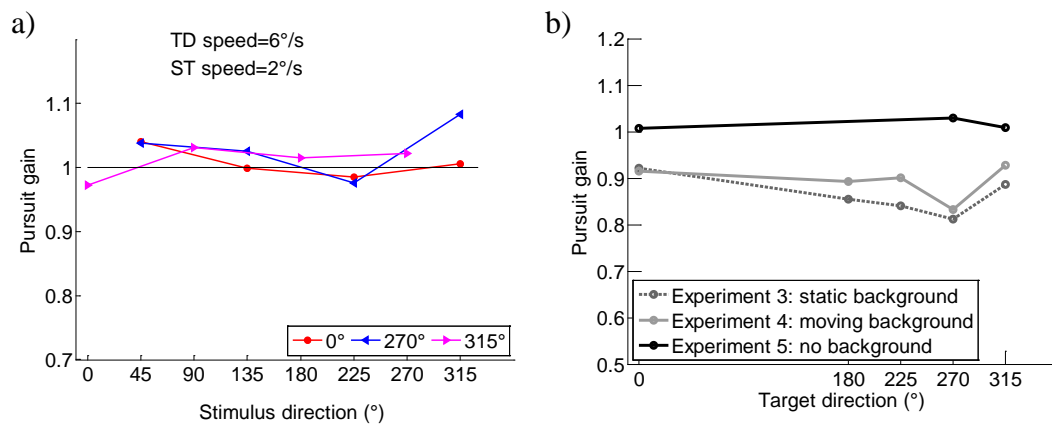 a)
TD speed=6°/s
ST speed=2°/s
1.1
1
0.9
0.8
0.7
Pursuit gain
0° 270° 315°
0 45 90 135 180 225 270 315
Stimulus direction (°)
b)
1.2
1.1
1
0.9
0.8
0.7
0.6
0.5
Pursuit gain
Experiment 3: static background
Experiment 4: moving background
Experiment 5: no background
0 180 225 270 315
Target direction (°)